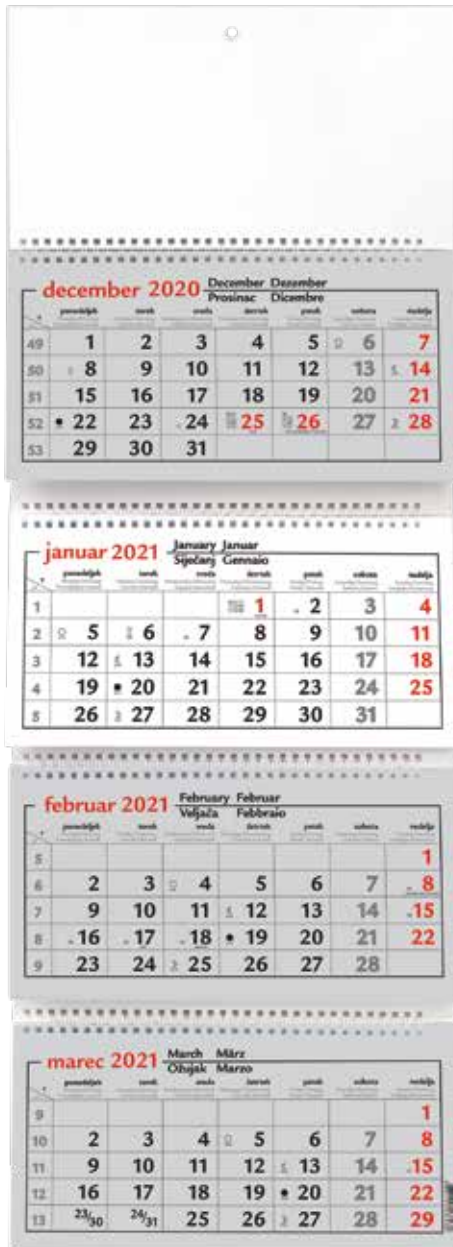 december 2020 December Dezember
Prosinac Dicembre
ponedeljek torek sreda četrtek petek sobota nedelja
49 1 2 3 4 5 6 7
50 8 9 10 11 12 13 14
51 15 16 17 18 19 20 21
52 22 23 24 25 26 27 28
53 29 30 31
januar 2021 January Januar
Siječanj Gennaio
ponedeljek torek sreda četrtek petek sobota nedelja
1 1 2 3 4
2 5 6 7 8 9 10 11
3 12 13 14 15 16 17 18
4 19 20 21 22 23 24 25
5 26 27 28 29 30 31
februar 2021 February Februar
Veljača Febbraio
ponedeljek torek sreda četrtek petek sobota nedelja
5 1
6 2 3 4 5 6 7 8
7 9 10 11 12 13 14 15
8 16 17 18 19 20 21 22
9 23 24 25 26 27 28
marec 2021 March März
Ožujak Marzo
ponedeljek torek sreda četrtek petek sobota nedelja
9 1
10 2 3 4 5 6 7 8
11 9 10 11 12 13 14 15
12 16 17 18 19 20 21 22
13 23/30 24/31 25 26 27 28 29